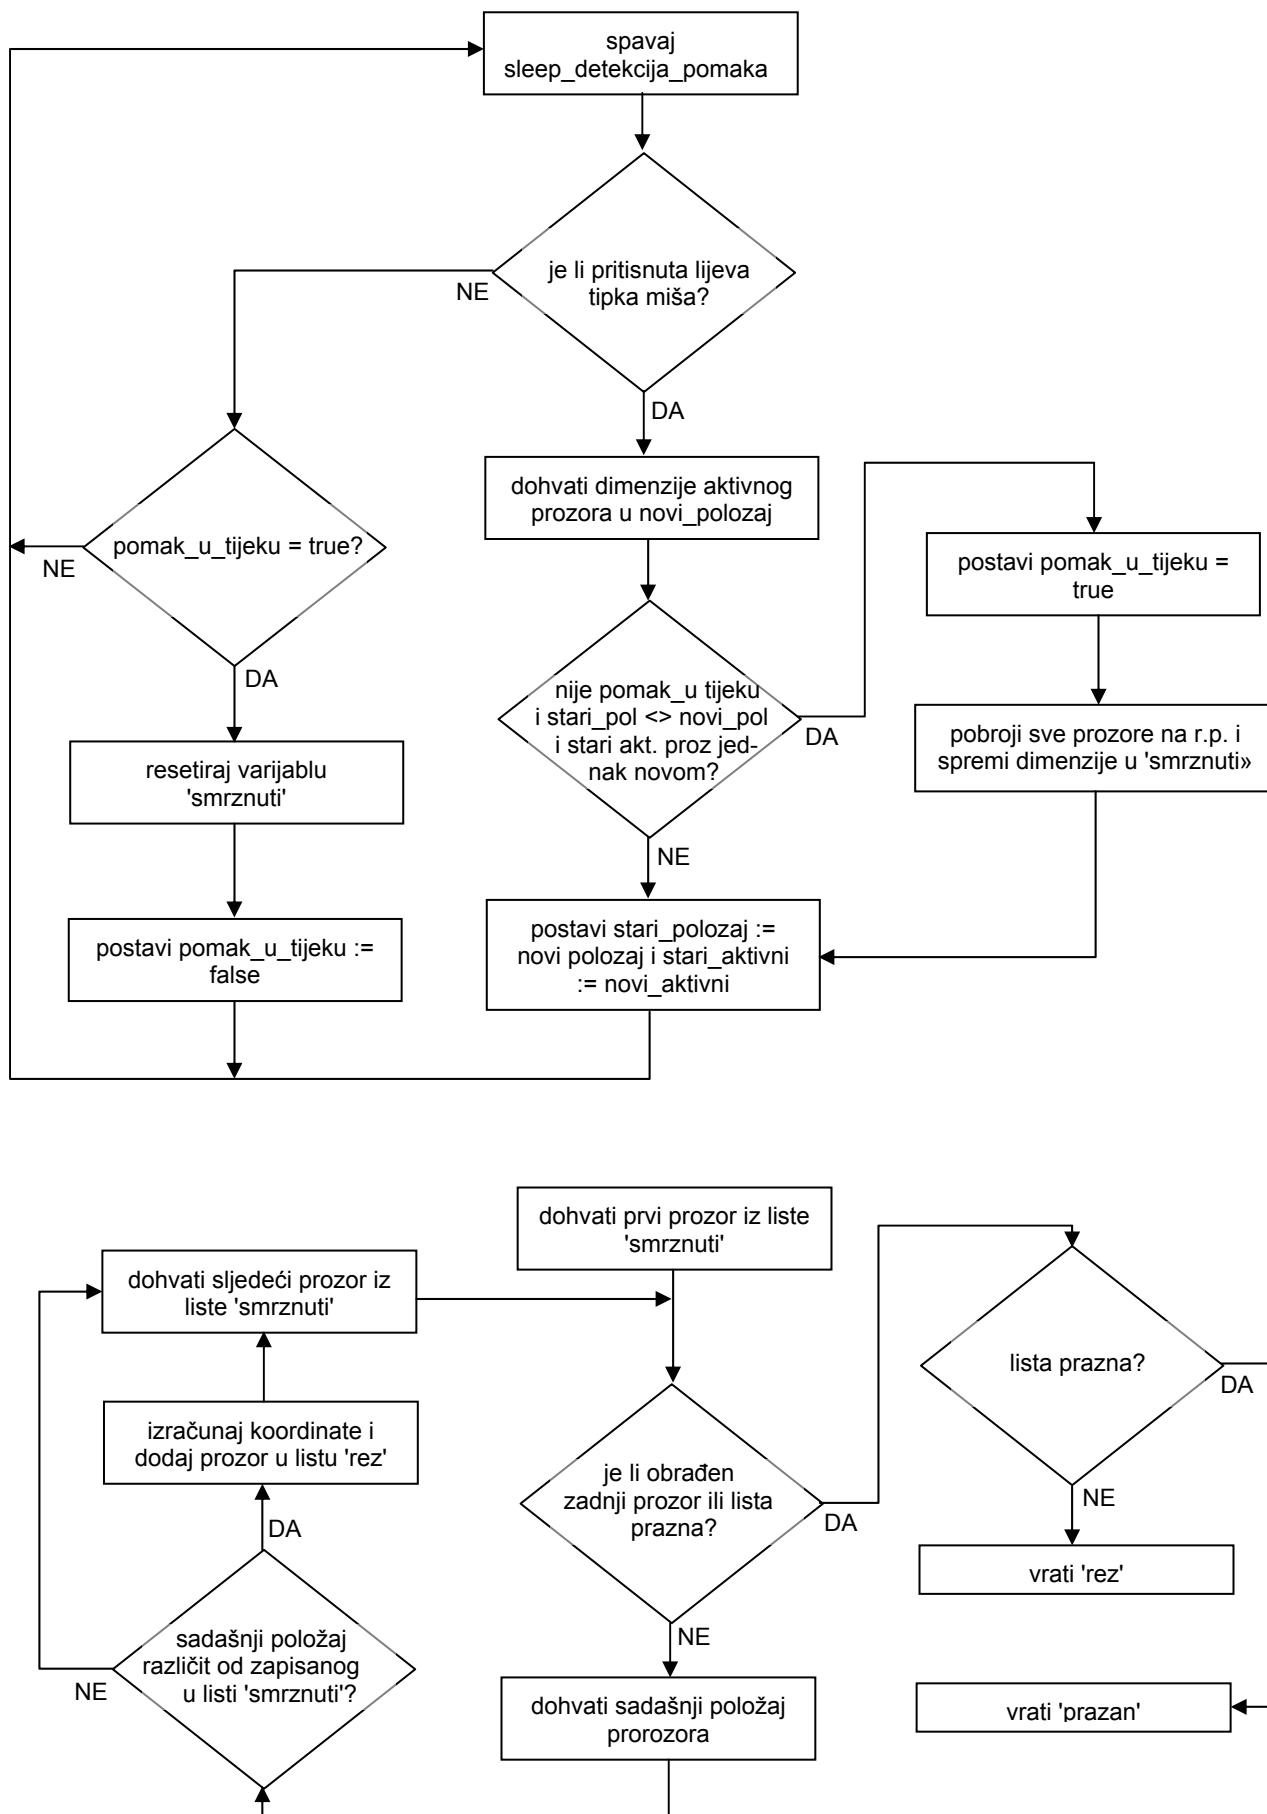 spavaj
sleep_detekcija_pomaka
je li pritisnuta lijeva
tipka miša?
NE
DA
dohvati dimenzije aktivnog
prozora u novi_polozaj
pomak_u_tijeku = true?
NE
DA
postavi pomak_u_tijeku =
true
nije pomak_u tijeku
i stari_pol <> novi_pol
i stari akt. proz jed-
nak novom?
DA
NE
pobroji sve prozore na r.p. i
spremi dimenzije u 'smrznuti»
resetiraj varijablu
'smrznuti'
postavi pomak_u_tijeku :=
false
postavi stari_polozaj :=
novi polozaj i stari_aktivni
:= novi_aktivni
dohvati prvi prozor iz liste
'smrznuti'
dohvati sljedeći prozor iz
liste 'smrznuti'
lista prazna?
DA
NE
izračunaj koordinate i
dodaj prozor u listu 'rez'
DA
je li obrađen
zadnji prozor ili lista
prazna?
DA
NE
vrati 'rez'
sadašnji položaj
različit od zapisanog
u listi 'smrznuti'?
NE
dohvati sadašnji položaj
prorozora
vrati 'prazan'